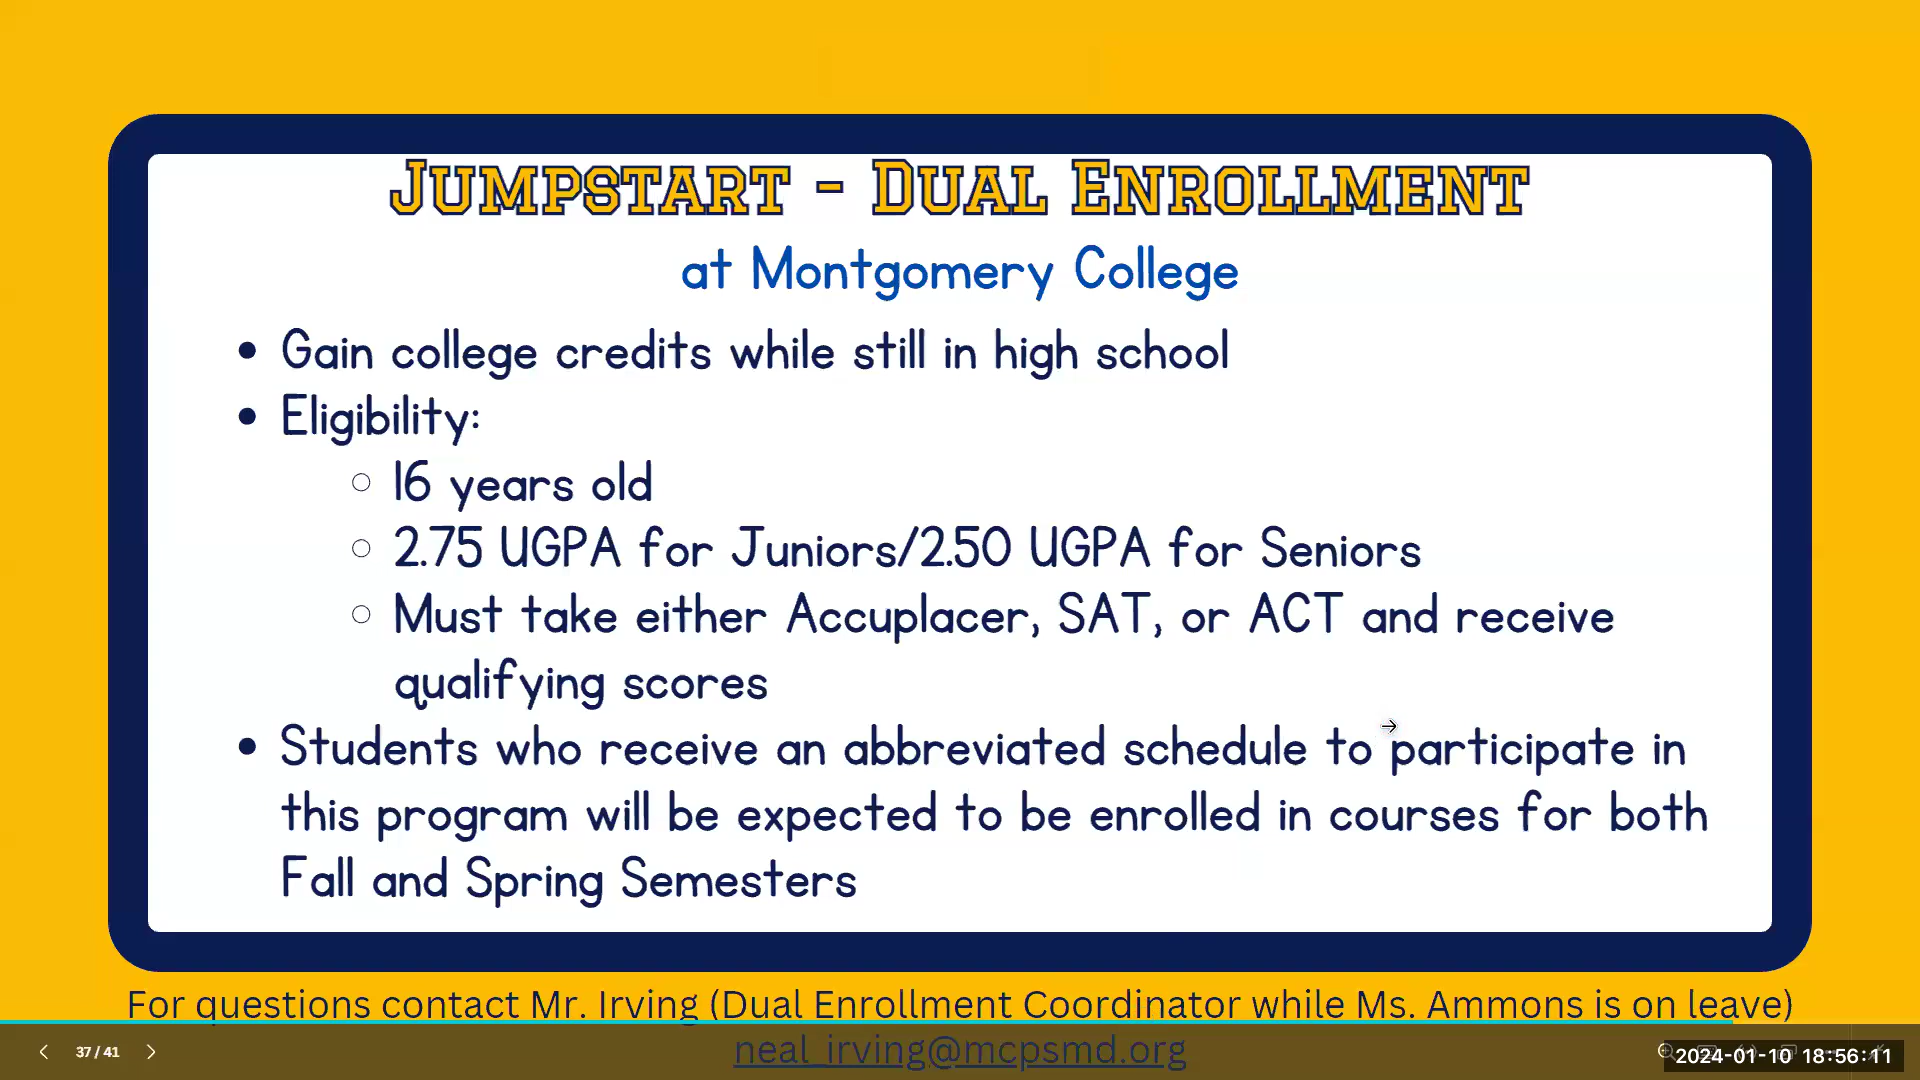 Jumpstart - Dual Enrollment
at Montgomery College
• Gain college credits while still in high school
• Eligibility:
○ 16 years old
○ 2.75 UGPA for Juniors/2.50 UGPA for Seniors
○ Must take either Accuplacer, SAT, or ACT and receive
qualifying scores
• Students who receive an abbreviated schedule to participate in
this program will be expected to be enrolled in courses for both
Fall and Spring Semesters
For questions contact Mr. Irving (Dual Enrollment Coordinator while Ms. Ammons is on leave)
neal_irving@mcpsmd.org
37 / 41
2024-01-10 18:56:11